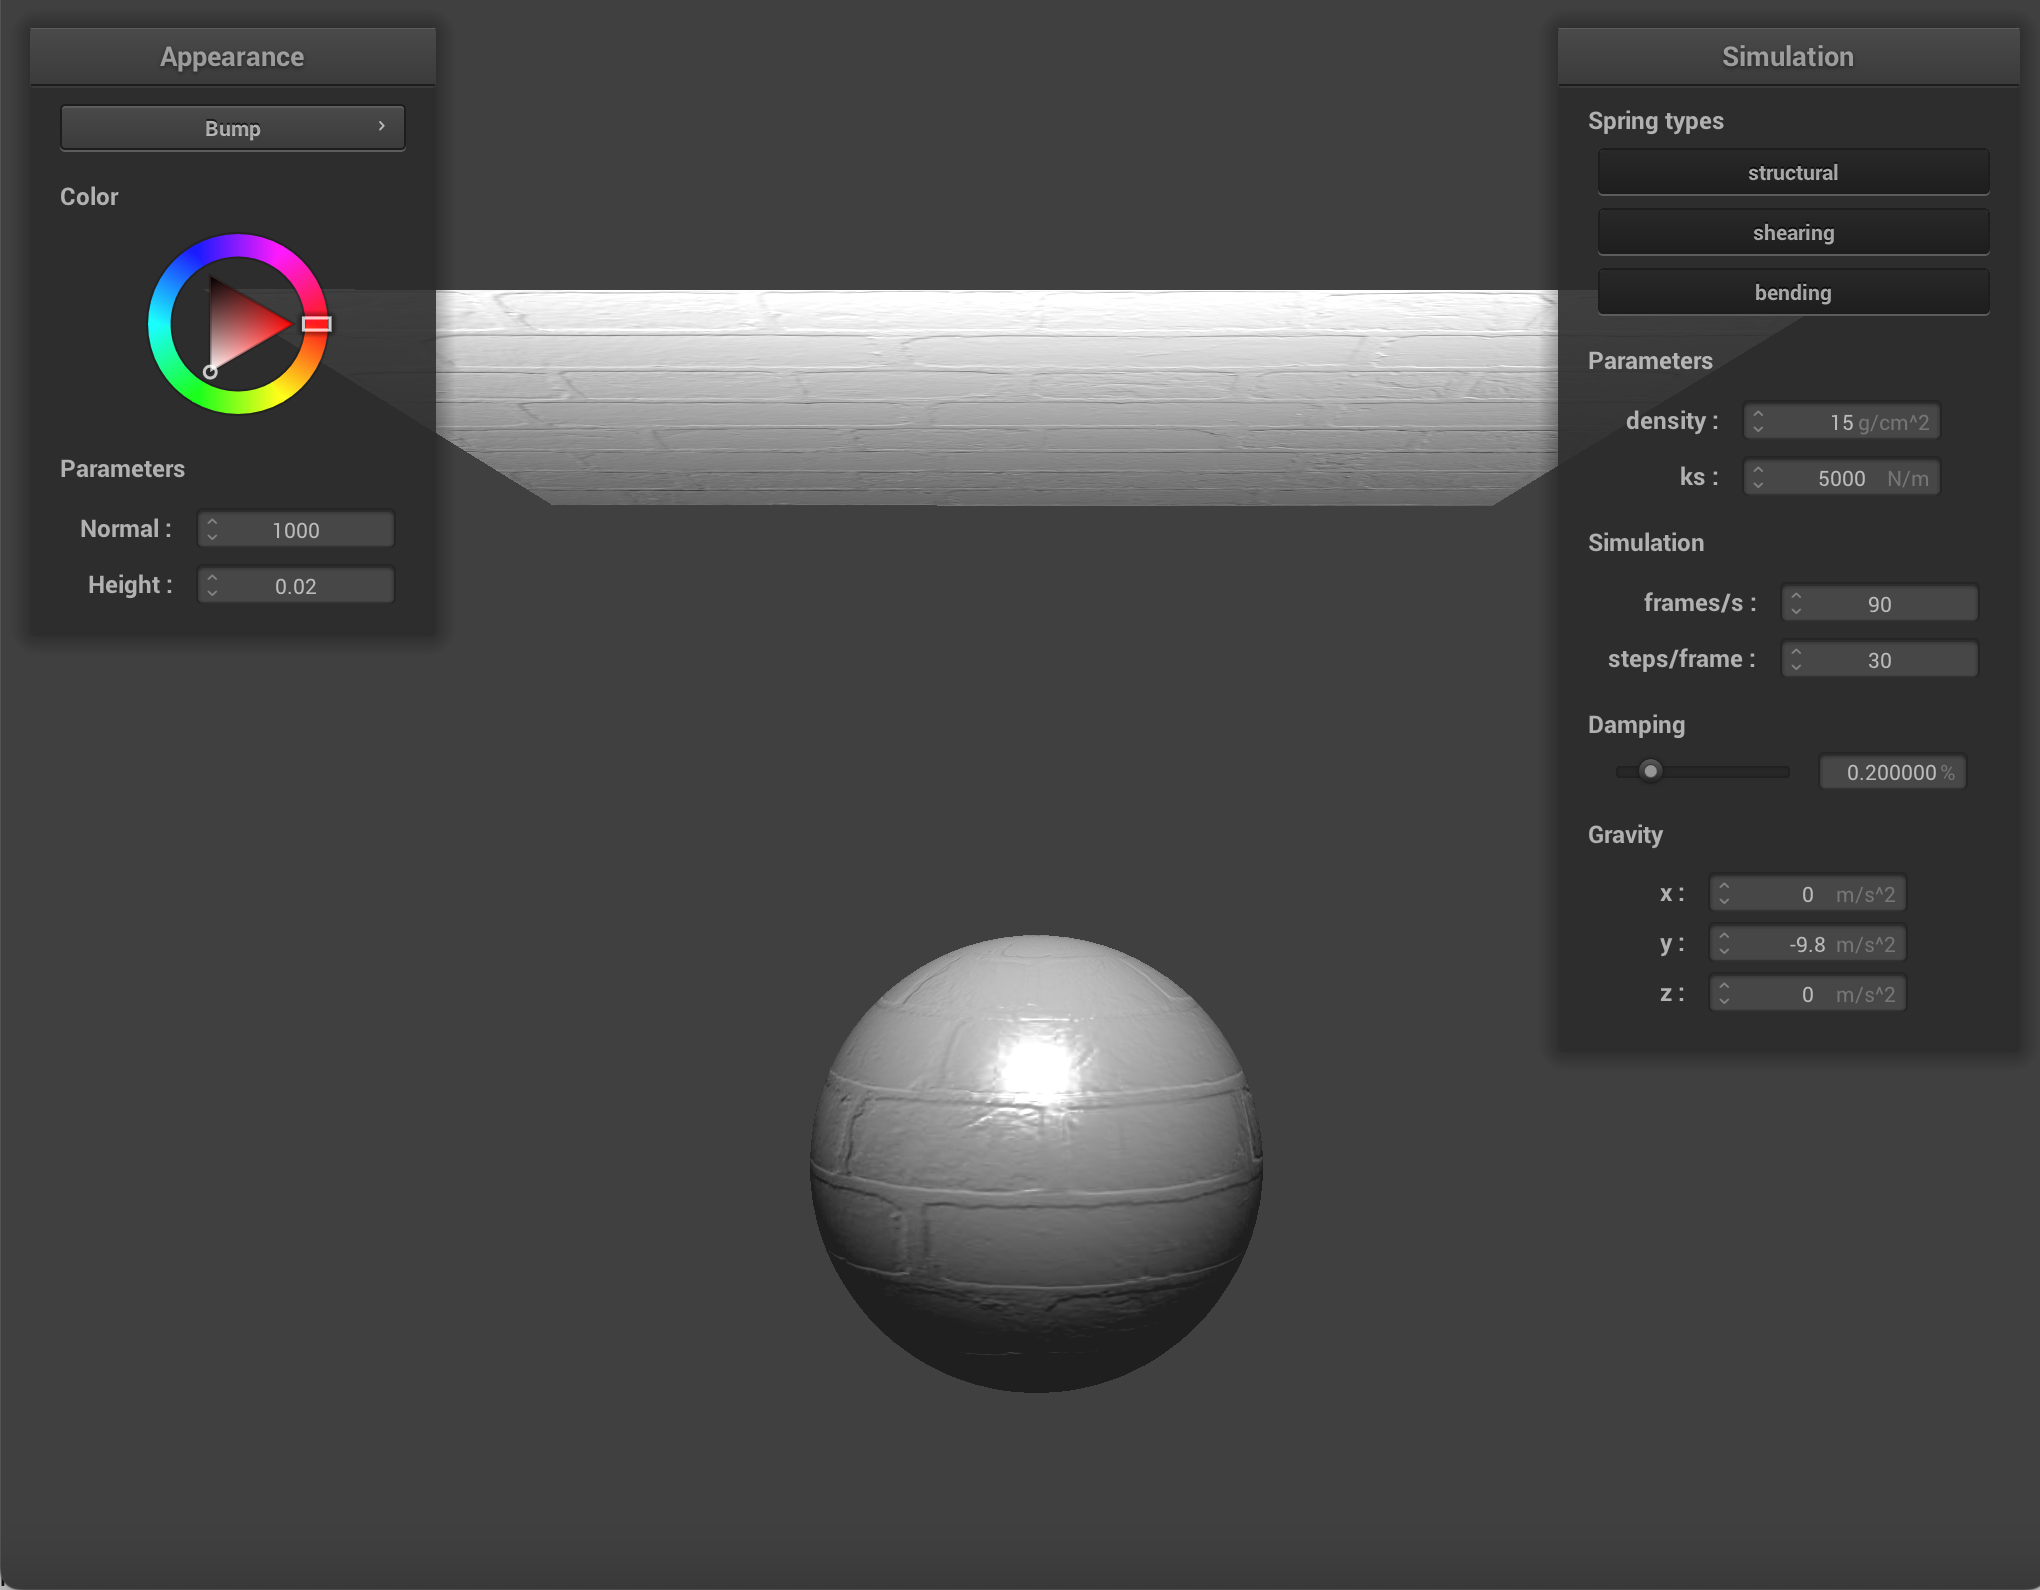 Appearance
Bump
Color
Parameters
Normal : 1000
Height : 0.02
Simulation
Spring types
structural
shearing
bending
Parameters
density : 15 g/cm^2
ks : 5000 N/m
Simulation
frames/s : 90
steps/frame : 30
Damping
0.200000 %
Gravity
x : 0 m/s^2
y : -9.8 m/s^2
z : 0 m/s^2